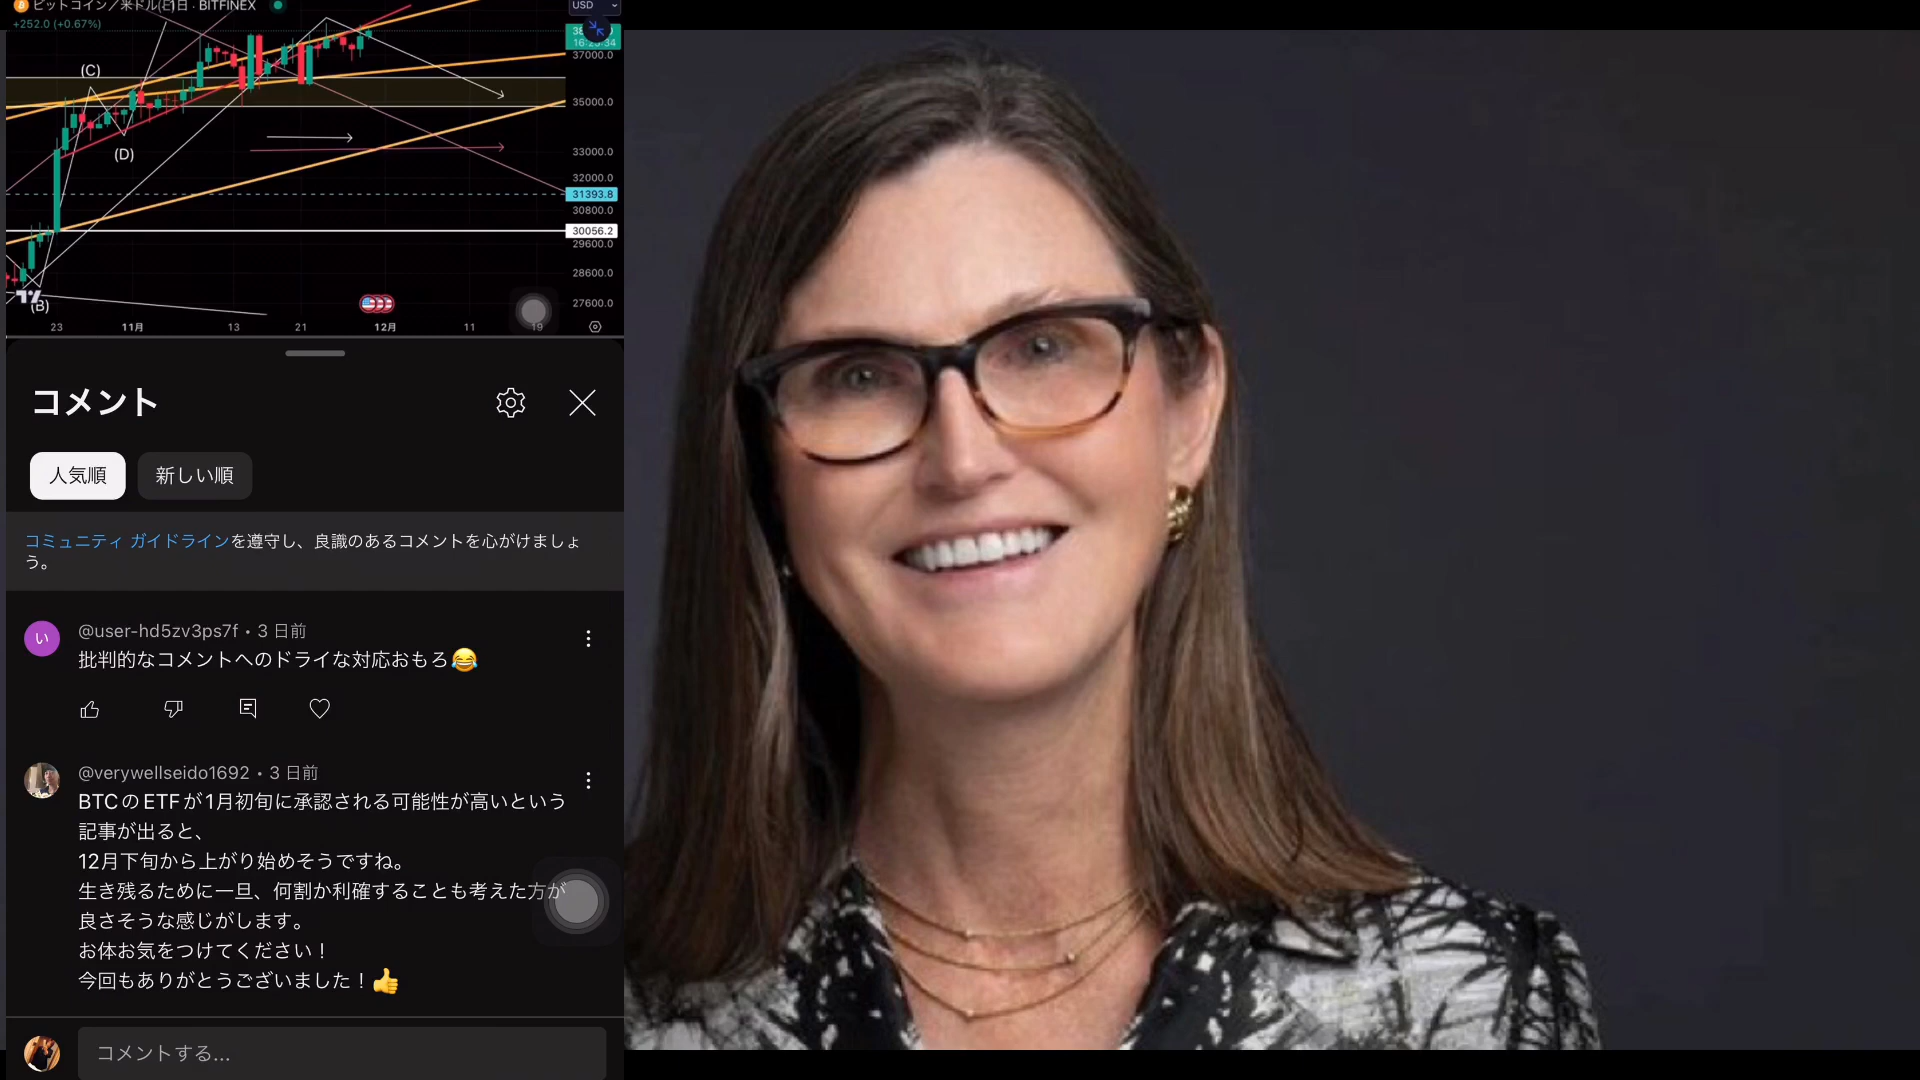 ビットコイン／米ドル
1日 · BITFINEX
+252.0 (+0.67%)
USD
16:25:34
37000.0
35000.0
33000.0
32000.0
31393.8
30800.0
30056.2
29600.0
28600.0
27600.0
(C)
(D)
(B)
23
11月
13
21
12月
11
19
コメント
人気順
新しい順
コミュニティ ガイドラインを遵守し、良識のあるコメントを心がけましょ
う。
い
@user-hd5zv3ps7f • 3 日前
批判的なコメントへのドライな対応おもろ😂
@verywellseido1692 • 3 日前
BTCのETFが1月初旬に承認される可能性が高いという
記事が出ると、
12月下旬から上がり始めそうですね。
生き残るために一旦、何割か利確することも考えた方が
良さそうな感じがします。
お体お気をつけてください！
今回もありがとうございました！👍
コメントする...